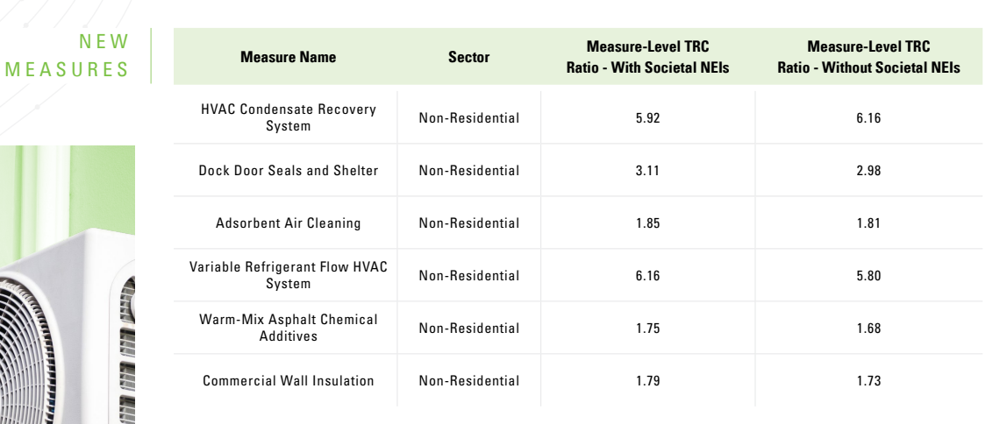 NEW
MEASURES
Measure Name
Sector
Measure-Level TRC
Ratio - With Societal NEIs
Measure-Level TRC
Ratio - Without Societal NEIs
HVAC Condensate Recovery
System
Non-Residential
5.92
6.16
Dock Door Seals and Shelter
Non-Residential
3.11
2.98
Adsorbent Air Cleaning
Non-Residential
1.85
1.81
Variable Refrigerant Flow HVAC
System
Non-Residential
6.16
5.80
Warm-Mix Asphalt Chemical
Additives
Non-Residential
1.75
1.68
Commercial Wall Insulation
Non-Residential
1.79
1.73